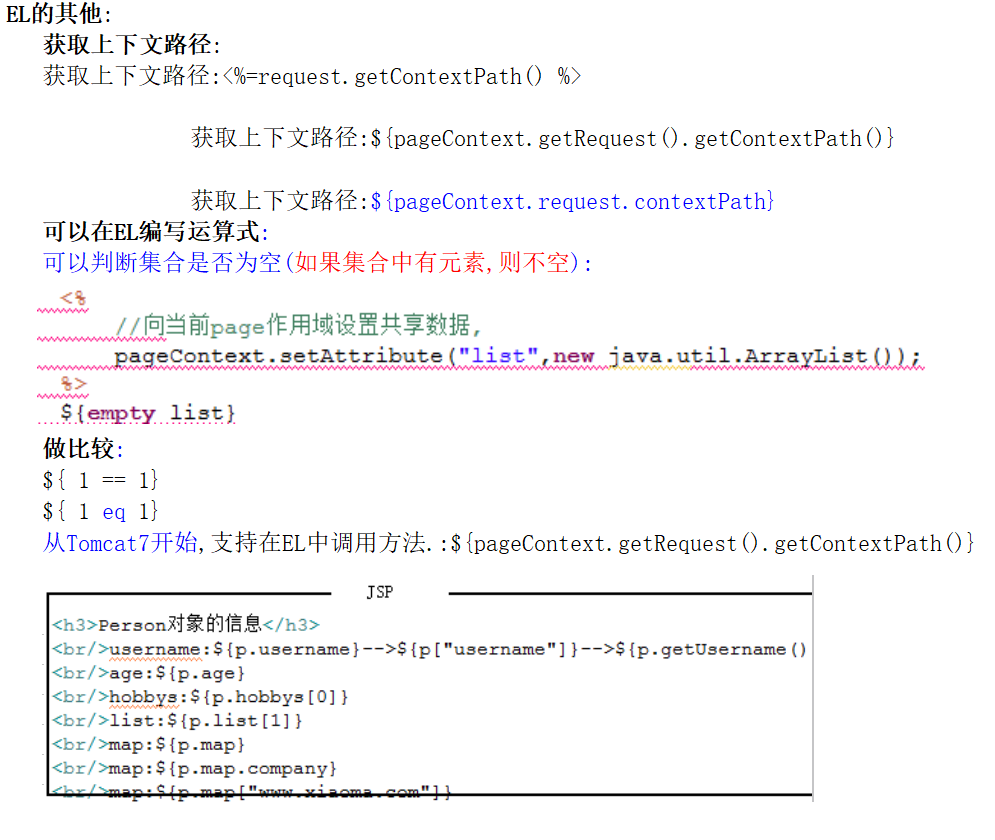 EL的其他:
获取上下文路径:
获取上下文路径:<%=request.getContextPath() %>
获取上下文路径:${pageContext.getRequest().getContextPath()}
获取上下文路径:${pageContext.request.contextPath}
可以在EL编写运算式:
可以判断集合是否为空(如果集合中有元素,则不空):
<%
//向当前page作用域设置共享数据,
pageContext.setAttribute("list",new java.util.ArrayList());
%>
${empty list}
做比较:
${ 1 == 1}
${ 1 eq 1}
从Tomcat7开始,支持在EL中调用方法.:${pageContext.getRequest().getContextPath()}
JSP
<h3>Person对象的信息</h3>
<br/>username:${p.username}-->${p["username"]}-->${p.getUsername()
<br/>age:${p.age}
<br/>hobbys:${p.hobbys[0]}
<br/>list:${p.list[1]}
<br/>map:${p.map}
<br/>map:${p.map.company}
<br/>map:${p.map["www.xiaoma.com"]}